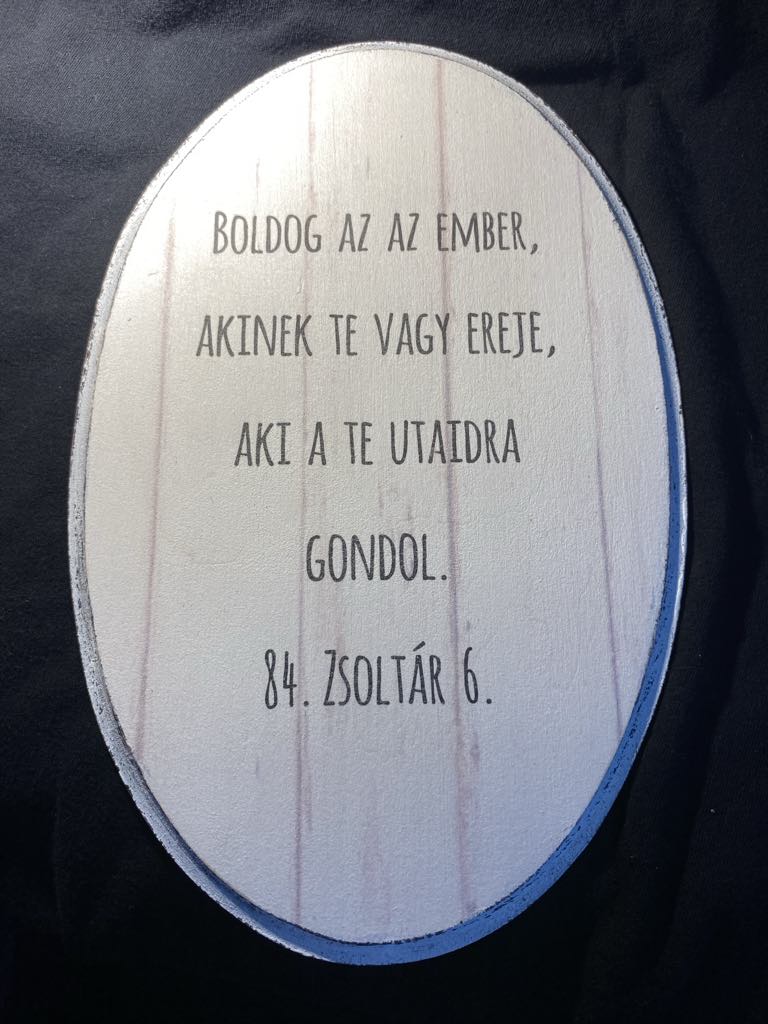 BOLDOG AZ AZ EMBER,
AKINEK TE VAGY EREJE,
AKI A TE UTAIDRA
GONDOL.
84. ZSOLTÁR 6.